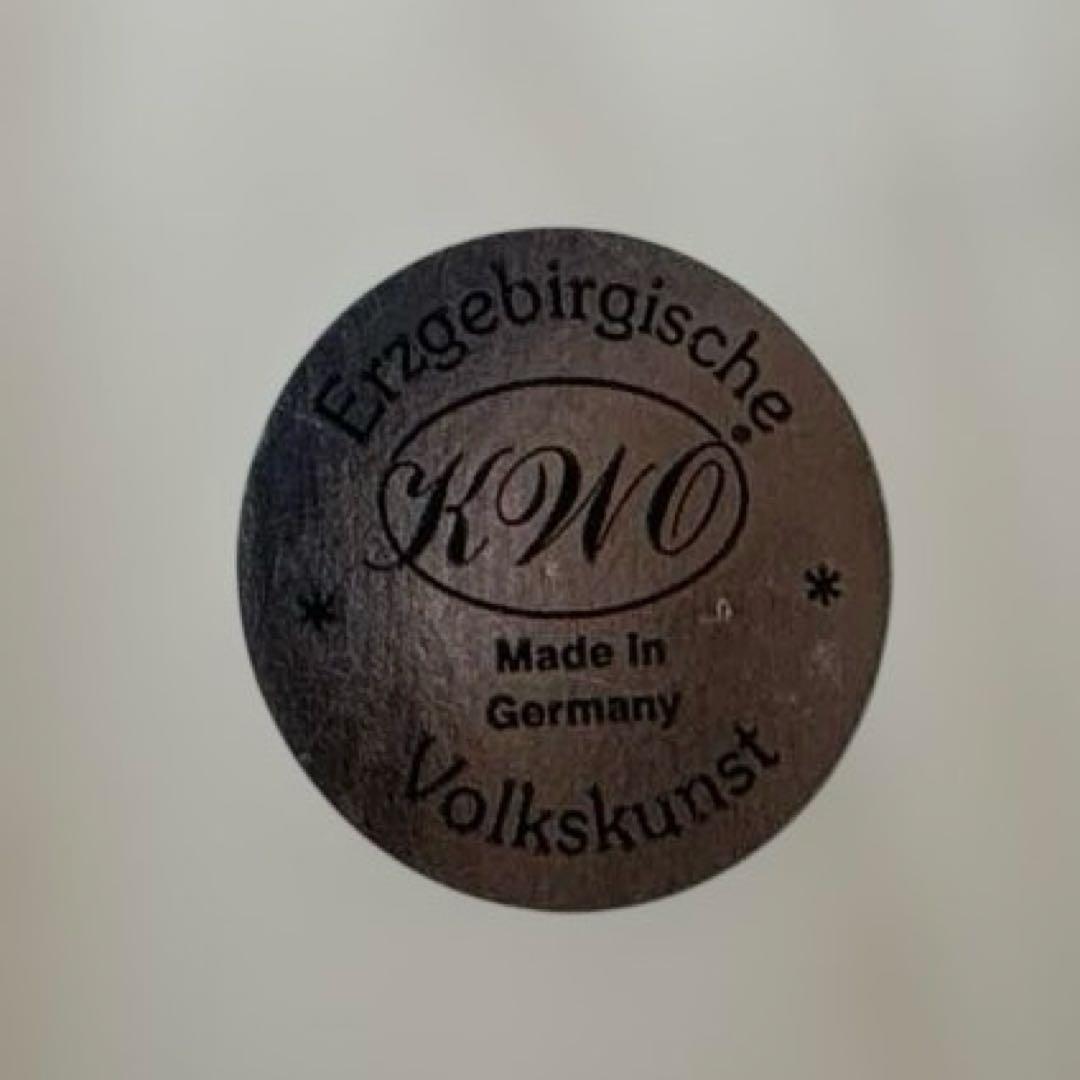 Erzgebirgische
KWO
Made in
Germany
Volkskunst